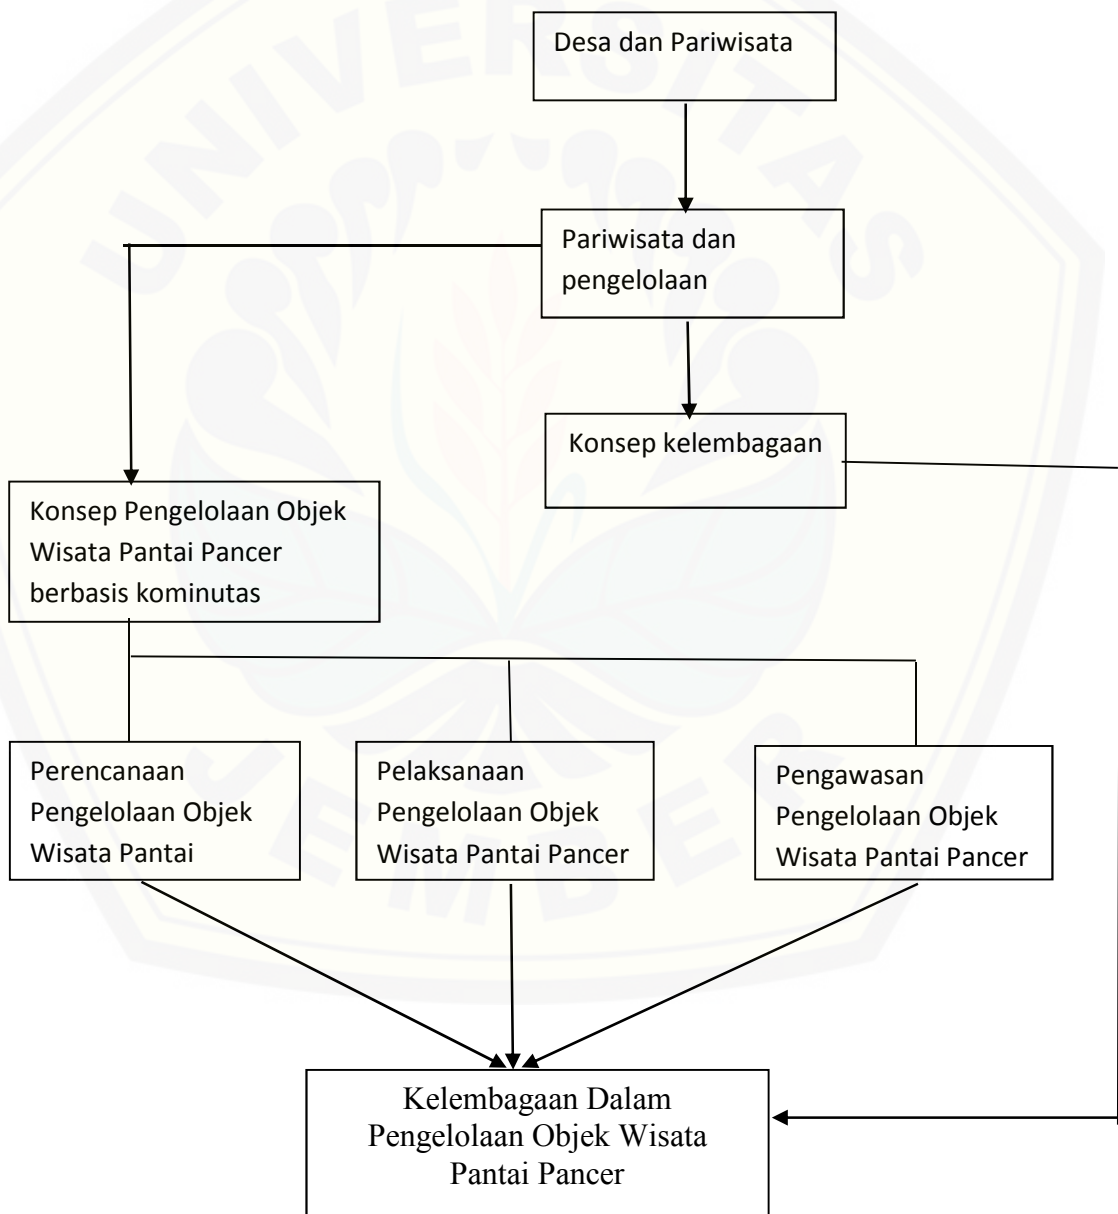 UNIVERSITAS
Desa dan Pariwisata
Pariwisata dan
pengelolaan
Konsep kelembagaan
Konsep Pengelolaan Objek
Wisata Pantai Pancer
berbasis kominutas
Perencanaan
Pengelolaan Objek
Wisata Pantai
Pelaksanaan
Pengelolaan Objek
Wisata Pantai Pancer
Pengawasan
Pengelolaan Objek
Wisata Pantai Pancer
JEMBER
Kelembagaan Dalam
Pengelolaan Objek Wisata
Pantai Pancer